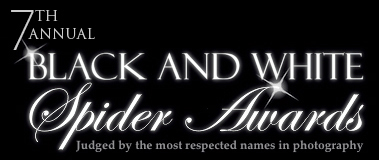 7TH
ANNUAL
BLACK AND WHITE
Spider Awards
Judged by the most respected names in photography